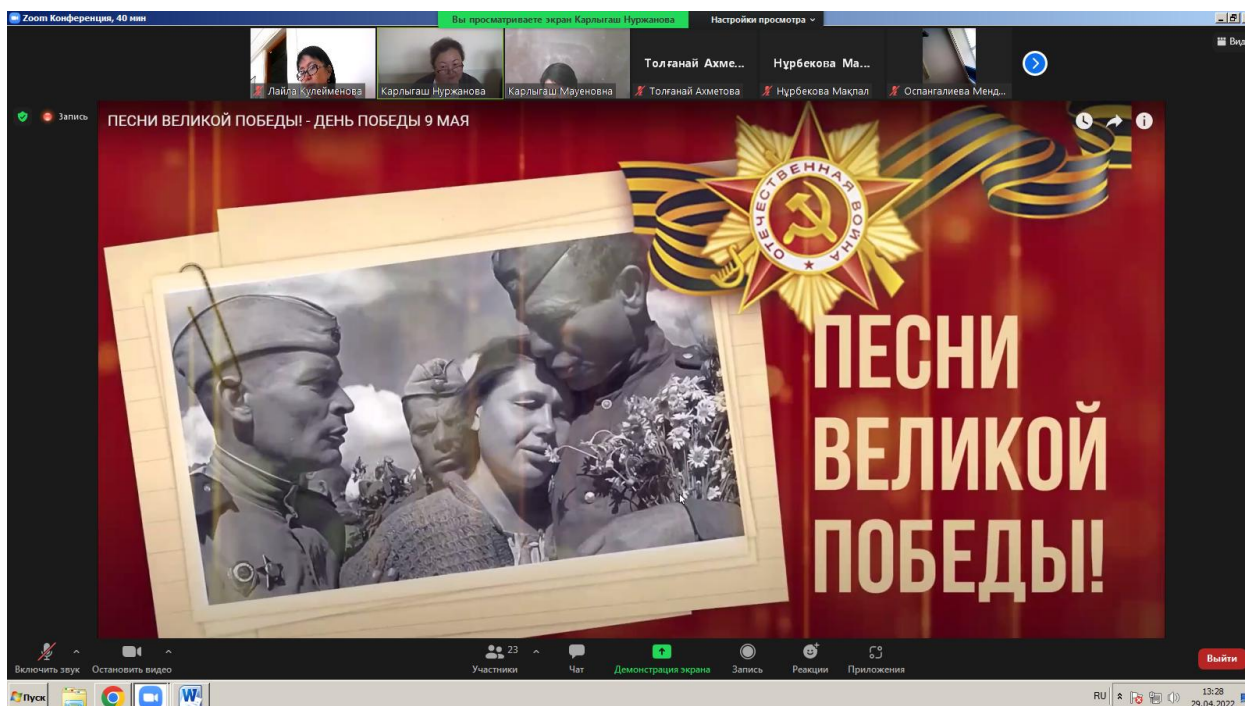 Zoom Конференция, 40 мин
Вы просматриваете экран Карлыгаш Нуржанова
Настройки просмотра
Вид
Лайла Кулейменова
Карлыгаш Нуржанова
Карлыгаш Мауеновна
Толғанай Ахме...
Толғанай Ахметова
Нұрбекова Ма...
Нұрбекова Мақпал
Оспангалиева Менд...
Запись
ПЕСНИ ВЕЛИКОЙ ПОБЕДЫ! - ДЕНЬ ПОБЕДЫ 9 МАЯ
ОТЕЧЕСТВЕННАЯ ВОЙНА
ПЕСНИ
ВЕЛИКОЙ
ПОБЕДЫ!
Включить звук
Остановить видео
23
Участники
Чат
Демонстрация экрана
Запись
Реакции
Приложения
Выйти
Пуск
W
RU
13:28
29.04.2022